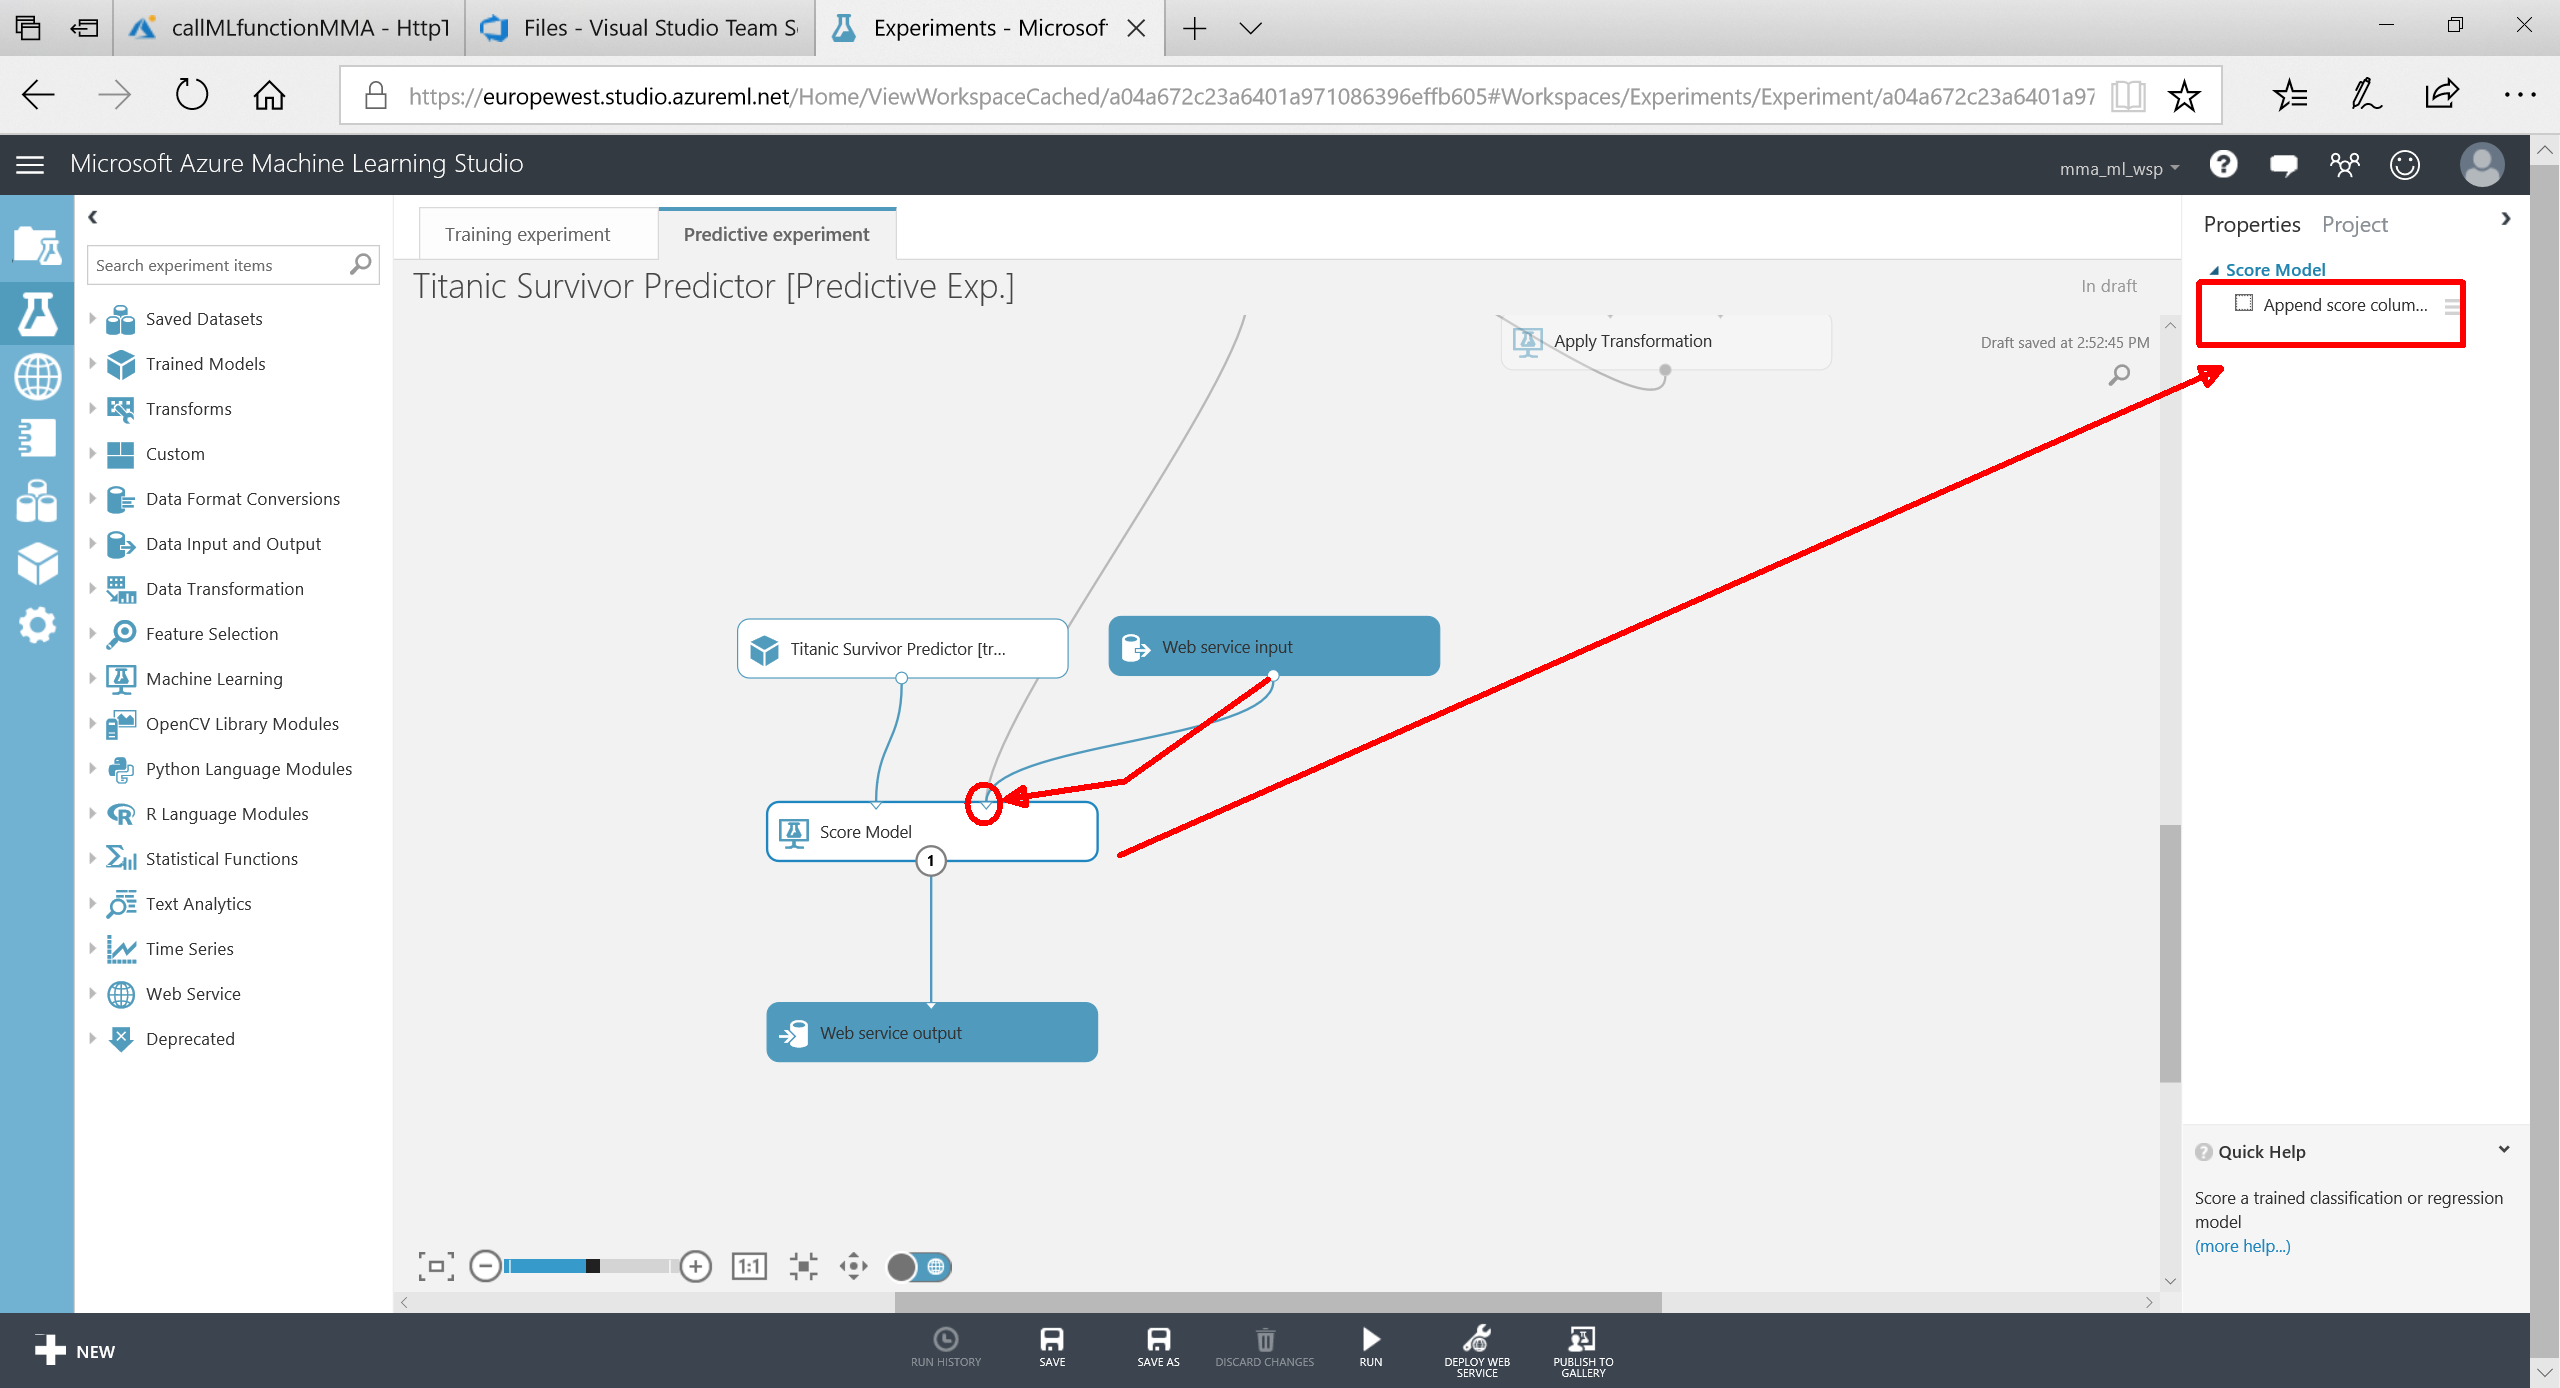 callMLfunctionMMA - HttpT
Files - Visual Studio Team S
Experiments - Microsof
https://europewest.studio.azureml.net/Home/ViewWorkspaceCached/a04a672c23a6401a971086396effb605#Workspaces/Experiments/Experiment/a04a672c23a6401a97
Microsoft Azure Machine Learning Studio
mma_ml_wsp
Search experiment items
Saved Datasets
Trained Models
Transforms
Custom
Data Format Conversions
Data Input and Output
Data Transformation
Feature Selection
Machine Learning
OpenCV Library Modules
Python Language Modules
R Language Modules
Statistical Functions
Text Analytics
Time Series
Web Service
Deprecated
Training experiment
Predictive experiment
Titanic Survivor Predictor [Predictive Exp.]
In draft
Draft saved at 2:52:45 PM
Apply Transformation
Titanic Survivor Predictor [tr...
Web service input
Score Model
1
Web service output
1:1
Properties
Project
Score Model
Append score colum...
Quick Help
Score a trained classification or regression
model
(more help...)
NEW
RUN HISTORY
SAVE
SAVE AS
DISCARD CHANGES
RUN
DEPLOY WEB
SERVICE
PUBLISH TO
GALLERY